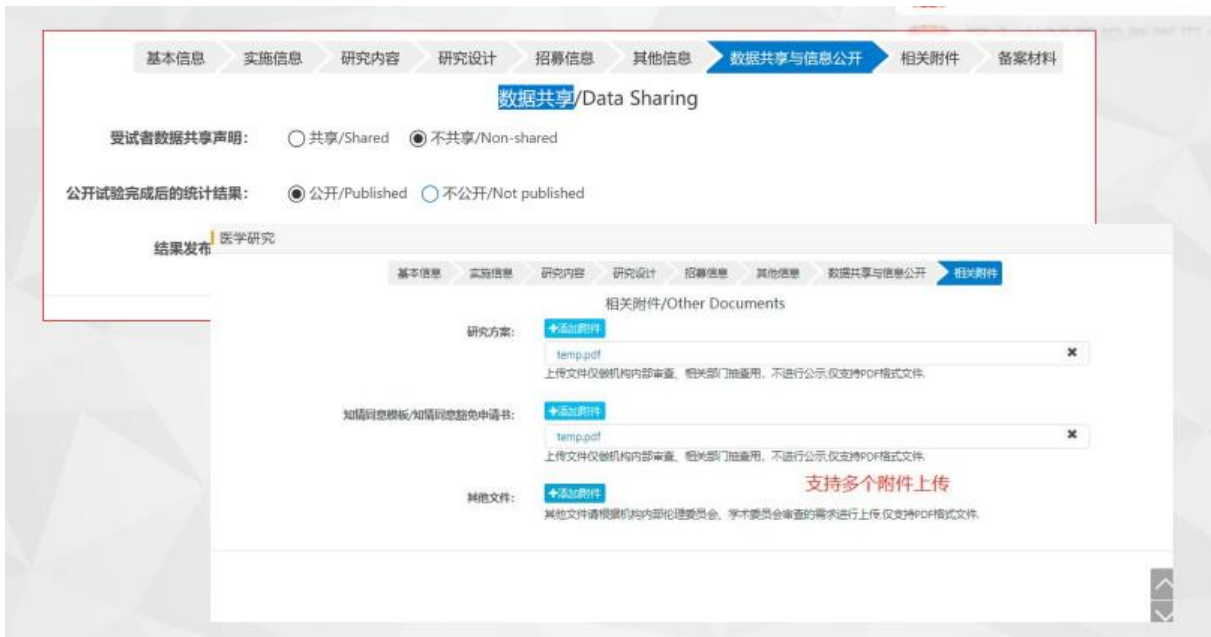 基本信息 实施信息 研究内容 研究设计 招募信息 其他信息 数据共享与信息公开 相关附件 备案材料
数据共享/Data Sharing
受试者数据共享声明: 共享/Shared 不共享/Non-shared
公开试验完成后的统计结果: 公开/Published 不公开/Not published
结果发布
医学研究
基本信息 实施信息 研究内容 研究设计 招募信息 其他信息 数据共享与信息公开 相关附件
相关附件/Other Documents
研究方案: +添加附件
temp.pdf
上传文件仅做机构内部审查、相关部门抽查用，不进行公示,仅支持PDF格式文件.
知情同意模板/知情同意豁免申请书: +添加附件
temp.pdf
上传文件仅做机构内部审查、相关部门抽查用，不进行公示,仅支持PDF格式文件.
支持多个附件上传
其他文件: +添加附件
其他文件请根据机构内部伦理委员会、学术委员会审查的需求进行上传,仅支持PDF格式文件.